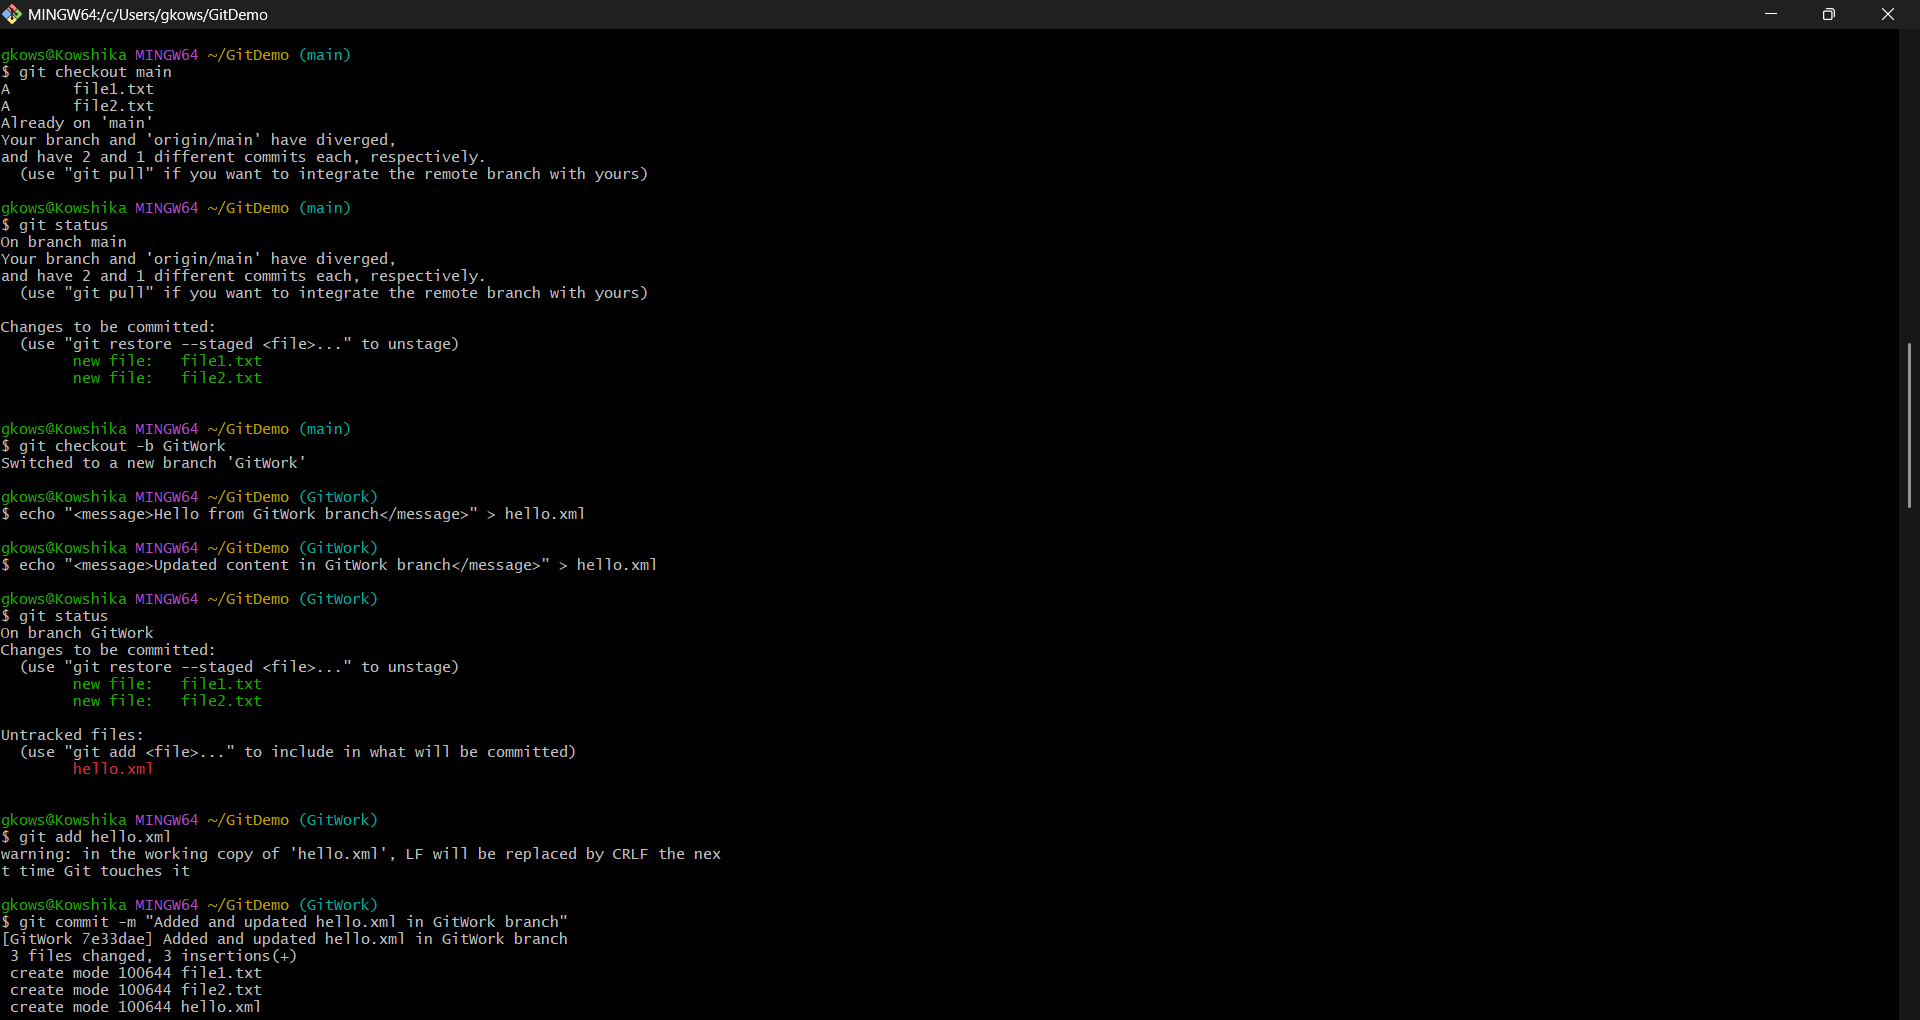 MINGW64:/c/Users/gkows/GitDemo
gkows@Kowshika MINGW64 ~/GitDemo (main)
$ git checkout main
A       file1.txt
A       file2.txt
Already on 'main'
Your branch and 'origin/main' have diverged,
and have 2 and 1 different commits each, respectively.
  (use "git pull" if you want to integrate the remote branch with yours)
gkows@Kowshika MINGW64 ~/GitDemo (main)
$ git status
On branch main
Your branch and 'origin/main' have diverged,
and have 2 and 1 different commits each, respectively.
  (use "git pull" if you want to integrate the remote branch with yours)
Changes to be committed:
  (use "git restore --staged <file>..." to unstage)
        new file:   file1.txt
        new file:   file2.txt
gkows@Kowshika MINGW64 ~/GitDemo (main)
$ git checkout -b GitWork
Switched to a new branch 'GitWork'
gkows@Kowshika MINGW64 ~/GitDemo (GitWork)
$ echo "<message>Hello from GitWork branch</message>" > hello.xml
gkows@Kowshika MINGW64 ~/GitDemo (GitWork)
$ echo "<message>Updated content in GitWork branch</message>" > hello.xml
gkows@Kowshika MINGW64 ~/GitDemo (GitWork)
$ git status
On branch GitWork
Changes to be committed:
  (use "git restore --staged <file>..." to unstage)
        new file:   file1.txt
        new file:   file2.txt
Untracked files:
  (use "git add <file>..." to include in what will be committed)
        hello.xml
gkows@Kowshika MINGW64 ~/GitDemo (GitWork)
$ git add hello.xml
warning: in the working copy of 'hello.xml', LF will be replaced by CRLF the nex
t time Git touches it
gkows@Kowshika MINGW64 ~/GitDemo (GitWork)
$ git commit -m "Added and updated hello.xml in GitWork branch"
[GitWork 7e33dae] Added and updated hello.xml in GitWork branch
 3 files changed, 3 insertions(+)
 create mode 100644 file1.txt
 create mode 100644 file2.txt
 create mode 100644 hello.xml